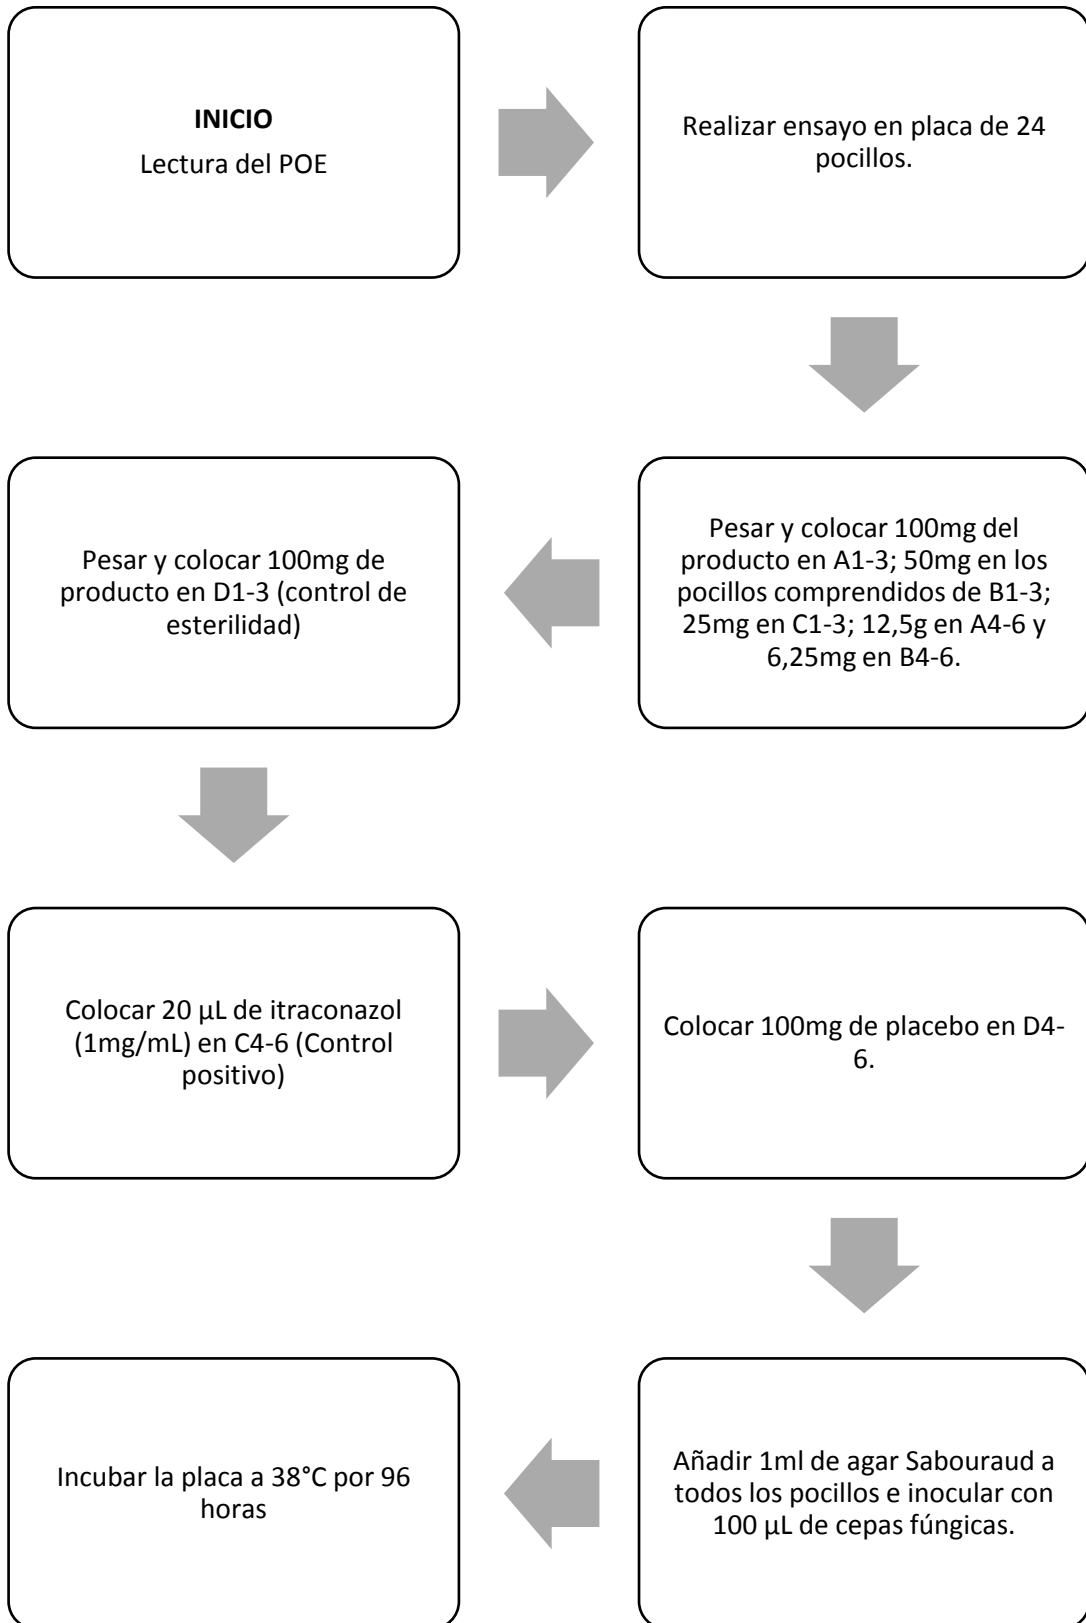 INICIO
Lectura del POE
Realizar ensayo en placa de 24
pocillos.
Pesar y colocar 100mg del
producto en A1-3; 50mg en los
pocillos comprendidos de B1-3;
25mg en C1-3; 12,5g en A4-6 y
6,25mg en B4-6.
Pesar y colocar 100mg de
producto en D1-3 (control de
esterilidad)
Colocar 20 µL de itraconazol
(1mg/mL) en C4-6 (Control
positivo)
Colocar 100mg de placebo en D4-
6.
Añadir 1ml de agar Sabouraud a
todos los pocillos e inocular con
100 µL de cepas fúngicas.
Incubar la placa a 38°C por 96
horas